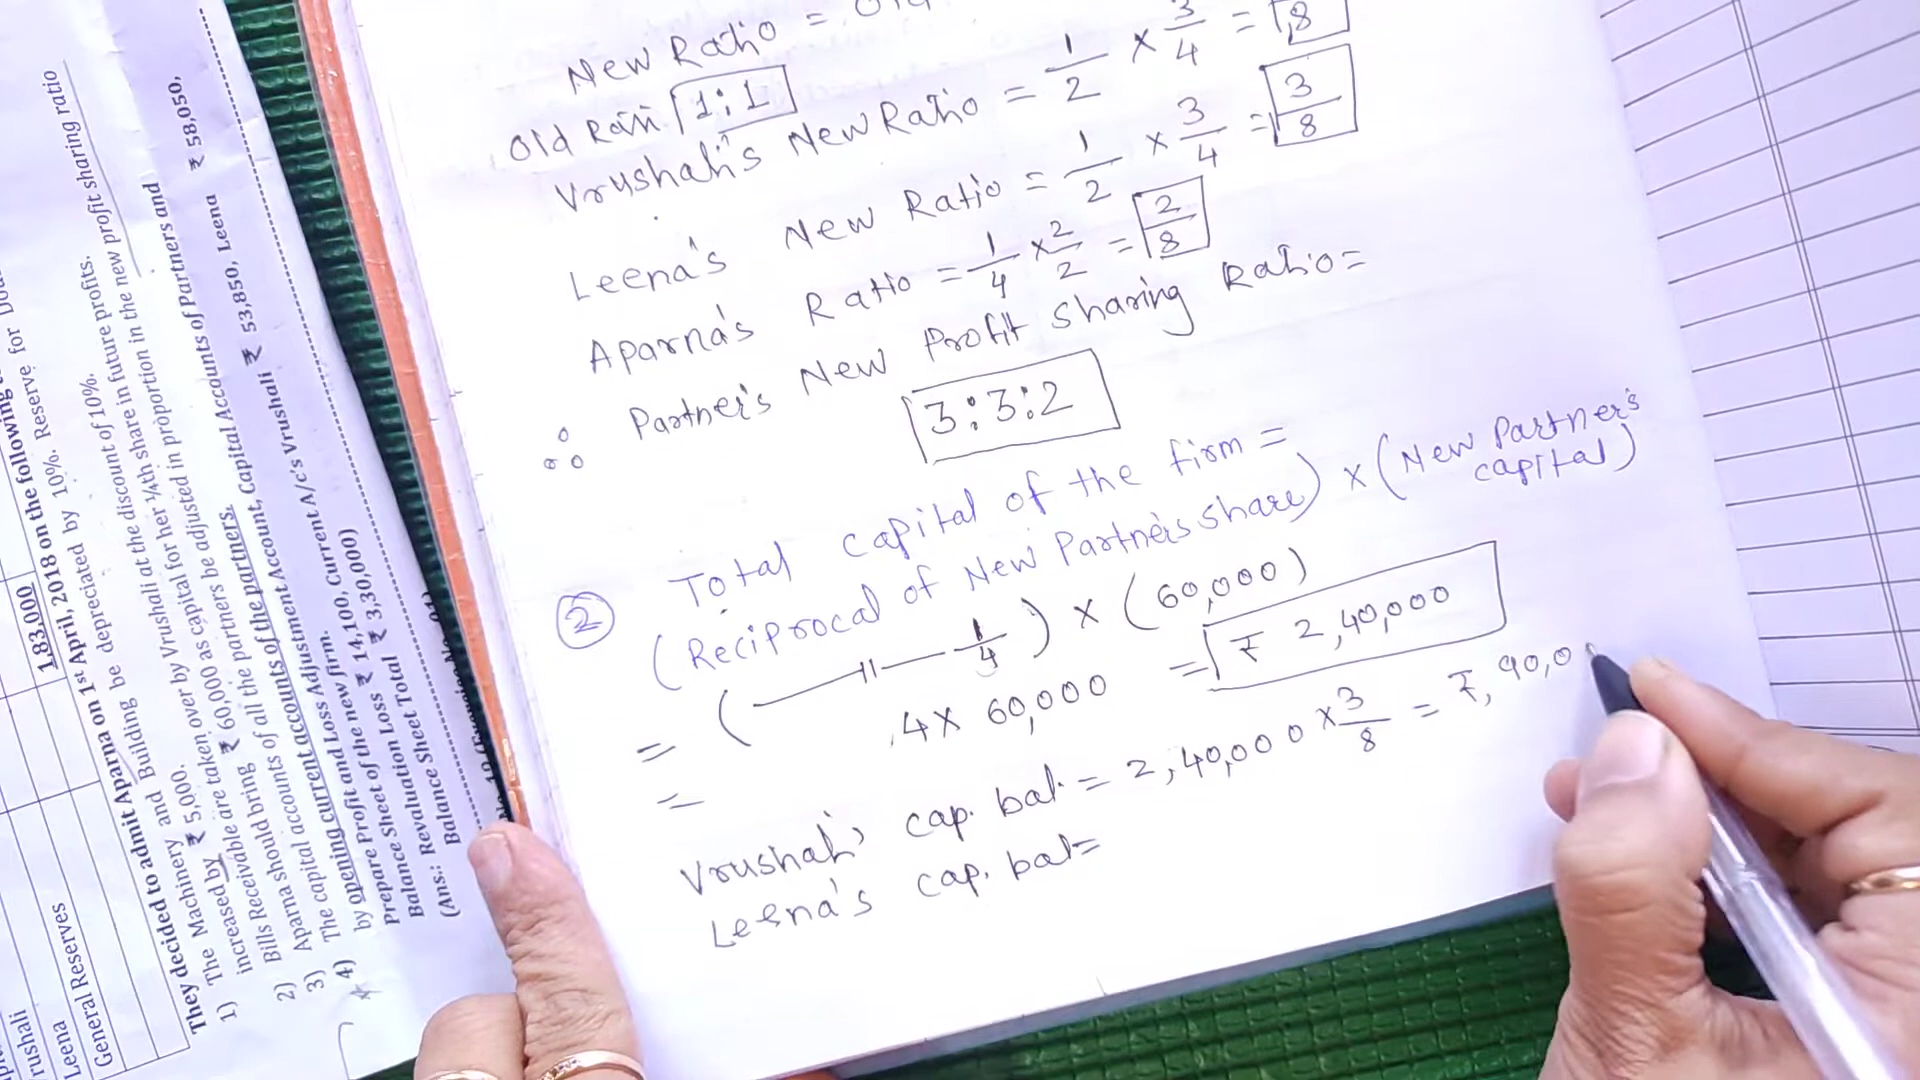 New Ratio =
Old Ratio 1:1
Vrushali's New Ratio = 1/2 × 3/4 = 3/8
Leena's New Ratio = 1/2 × 3/4 = 3/8
Aparna's Ratio = 1/4 × 2/2 = 2/8
∴ Partner's New Profit Sharing Ratio =
3:3:2
② Total capital of the firm =
(Reciprocal of New Partner's share) × (New Partner's capital)
= ( 1/4 ) × (60,000)
= 4 × 60,000 = ₹ 2,40,000
Vrushali's cap. bal. = 2,40,000 × 3/8 = ₹, 90,0
Leena's cap. bal =
1,83,000
rushali
Leena
General Reserves
They decided to admit Aparna on 1st April, 2018 on the following
1) The Machinery and Building be depreciated by 10%. Reserve for
increased by ₹ 5,000.
2) Bills Receivable are taken over by Vrushali at the discount of 10%.
3) Aparna should bring ₹ 60,000 as capital for her ¼th share in future profits.
4) The capital accounts of all the partners be adjusted in proportion in the new profit sharing ratio
by opening current accounts of the partners.
Prepare Profit and Loss Adjustment Account, Capital Accounts of Partners and
Balance Sheet of the new firm.
(Ans.: Revaluation Loss ₹ 14,100, Current A/c's Vrushali ₹ 53,850, Leena ₹ 58,050,
Balance Sheet Total ₹ 3,30,000)